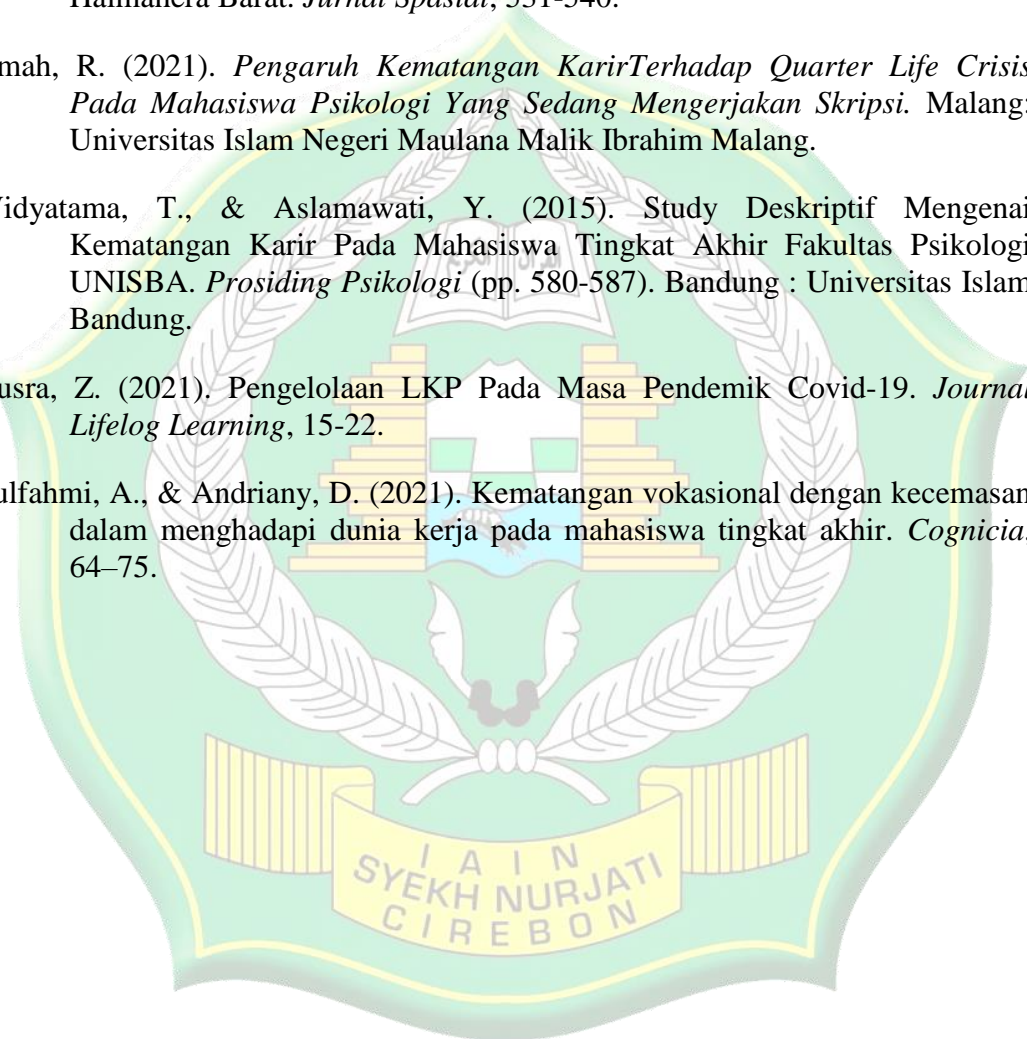 Barat. Jurnal Spasial,
mah, R. (2021). Pengaruh Kematangan KarirTerhadap Quarter Life Crisis
Pada Mahasiswa Psikologi Yang Sedang Mengerjakan Skripsi. Malang:
Universitas Islam Negeri Maulana Malik Ibrahim Malang.
idyatama, T., & Aslamawati, Y. (2015). Study Deskriptif Mengenai
Kematangan Karir Pada Mahasiswa Tingkat Akhir Fakultas Psikologi
UNISBA. Prosiding Psikologi (pp. 580-587). Bandung : Universitas Islam
Bandung.
usra, Z. (2021). Pengelolaan LKP Pada Masa Pendemik Covid-19. Journal
Lifelog Learning, 15-22.
ulfahmi, A., & Andriany, D. (2021). Kematangan vokasional dengan kecemasan
dalam menghadapi dunia kerja pada mahasiswa tingkat akhir. Cognicia,
64–75.
IAIN
SYEKH NURJATI
CIREBON